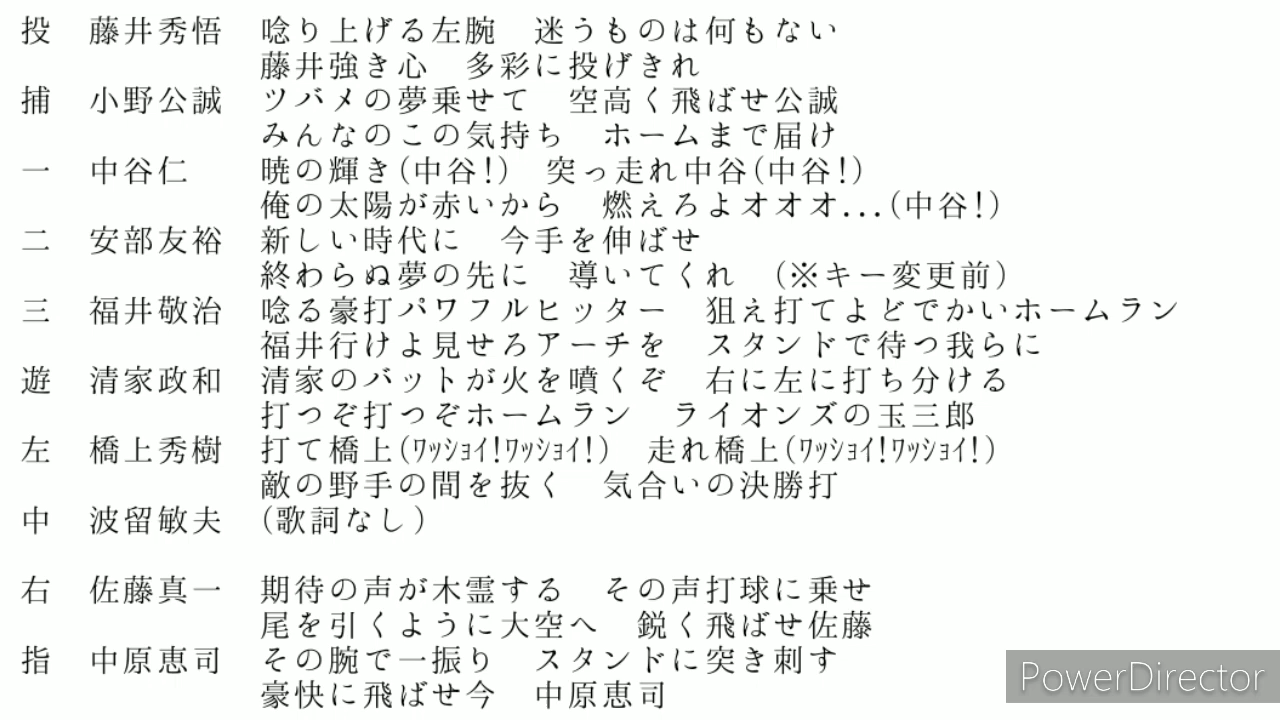 投　藤井秀悟　唸り上げる左腕　迷うものは何もない
藤井強き心　多彩に投げきれ
捕　小野公誠　ツバメの夢乗せて　空高く飛ばせ公誠
みんなのこの気持ち　ホームまで届け
一　中谷仁　暁の輝き(中谷!)　突っ走れ中谷(中谷!)
俺の太陽が赤いから　燃えろよオオオ...(中谷!)
二　安部友裕　新しい時代に　今手を伸ばせ
終わらぬ夢の先に　導いてくれ　(※キー変更前)
三　福井敬治　唸る豪打パワフルヒッター　狙え打てよどでかいホームラン
福井行けよ見せろアーチを　スタンドで待つ我らに
遊　清家政和　清家のバットが火を噴くぞ　右に左に打ち分ける
打つぞ打つぞホームラン　ライオンズの玉三郎
左　橋上秀樹　打て橋上(ﾜｯｼｮｲ!ﾜｯｼｮｲ!)　走れ橋上(ﾜｯｼｮｲ!ﾜｯｼｮｲ!)
敵の野手の間を抜く　気合いの決勝打
中　波留敏夫　(歌詞なし)
右　佐藤真一　期待の声が木霊する　その声打球に乗せ
尾を引くように大空へ　鋭く飛ばせ佐藤
指　中原恵司　その腕で一振り　スタンドに突き刺す
豪快に飛ばせ今　中原恵司
PowerDirector